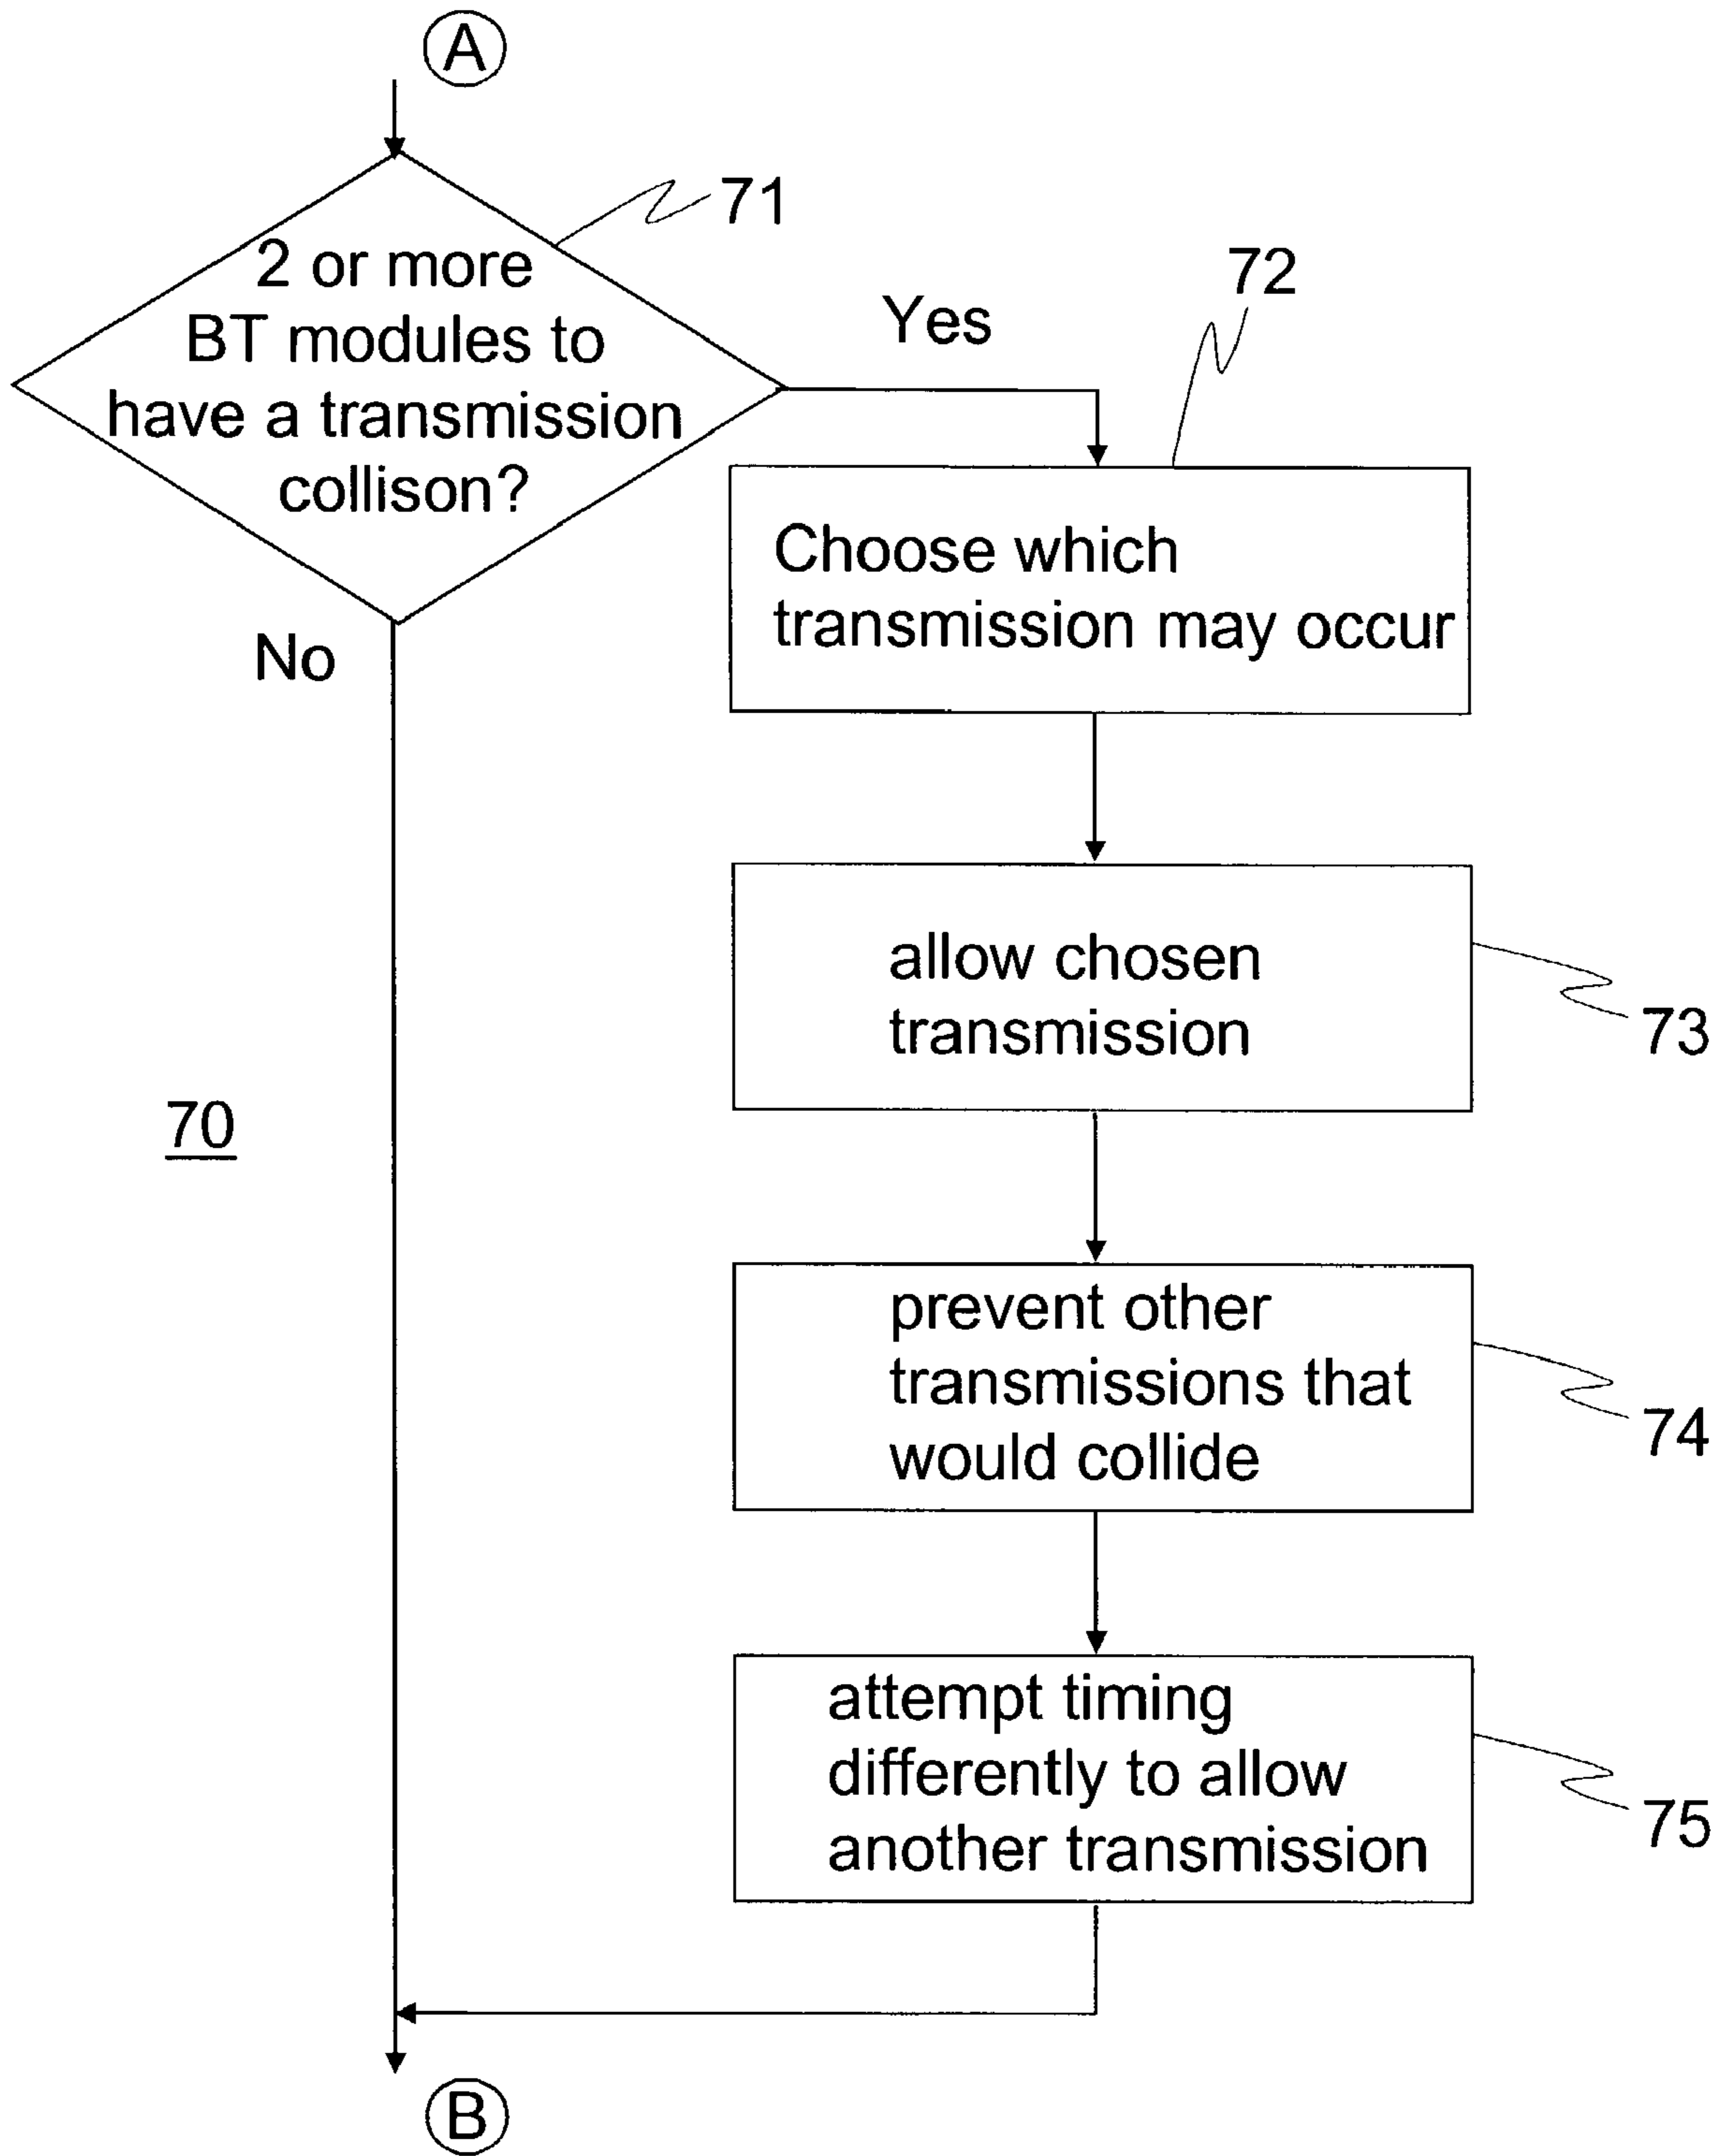 A
71
2 or more
BT modules to
have a transmission
collison?
Yes
72
Choose which
transmission may occur
No
allow chosen
transmission
73
70
prevent other
transmissions that
would collide
74
attempt timing
differently to allow
another transmission
75
B